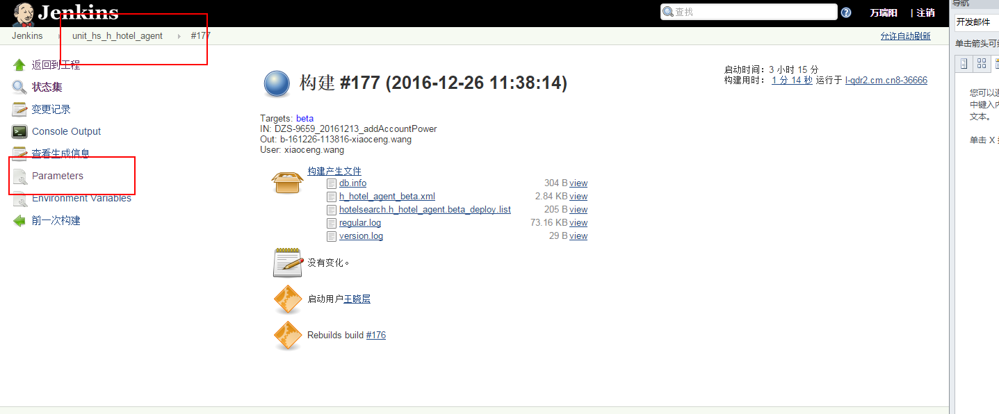 Jenkins
查找
万瑞阳 | 注销
导航
Jenkins unit_hs_h_hotel_agent #177
允许自动刷新
开发邮件
返回到工程
状态集
变更记录
Console Output
查看生成信息
Parameters
Environment Variables
前一次构建
构建 #177 (2016-12-26 11:38:14)
启动时间：3 小时 15 分
构建用时： 1 分 14 秒 运行于 l-qdr2.cm.cn8-36666
Targets: beta
IN: DZS-9659_20161213_addAccountPower
Out: b-161226-113816-xiaoceng.wang
User: xiaoceng.wang
构建产生文件
db.info 304 B view
h_hotel_agent_beta.xml 2.84 KB view
hotelsearch.h_hotel_agent.beta_deploy.list 205 B view
regular.log 73.16 KB view
version.log 29 B view
没有变化。
启动用户王晓层
Rebuilds build #176
单击箭头可
您可以
中键入
文本。
单击 X